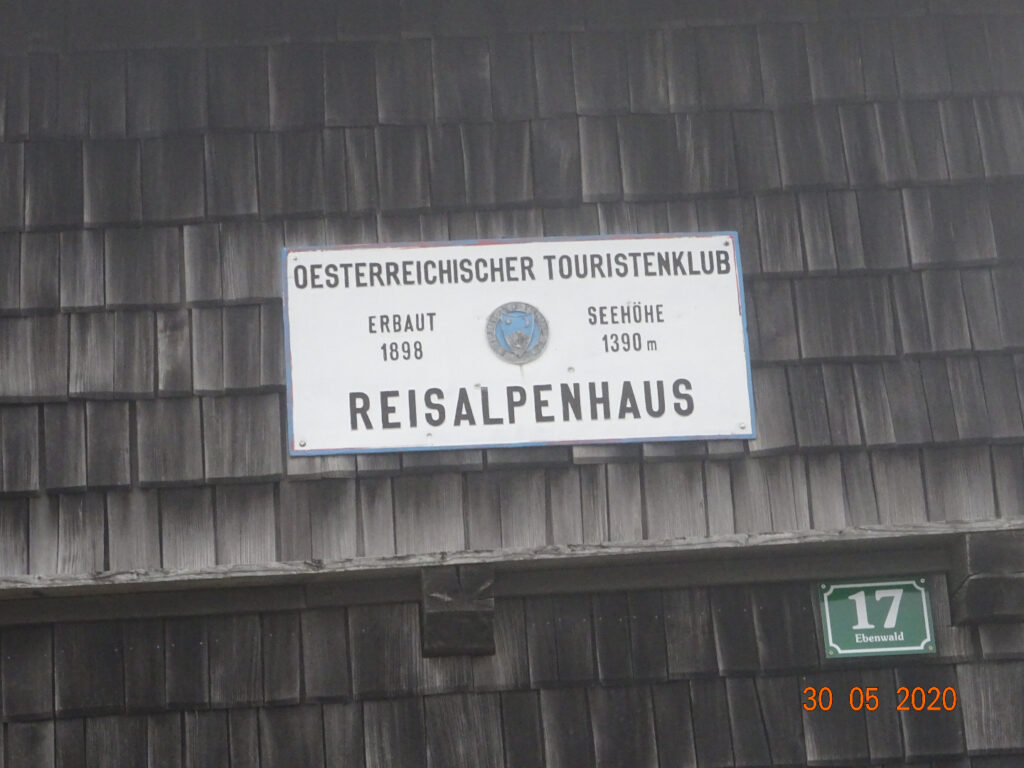 OESTERREICHISCHER TOURISTENKLUB
ERBAUT
1898
SEEHÖHE
1390 m
REISALPENHAUS
17
Ebenwald
30 05 2020